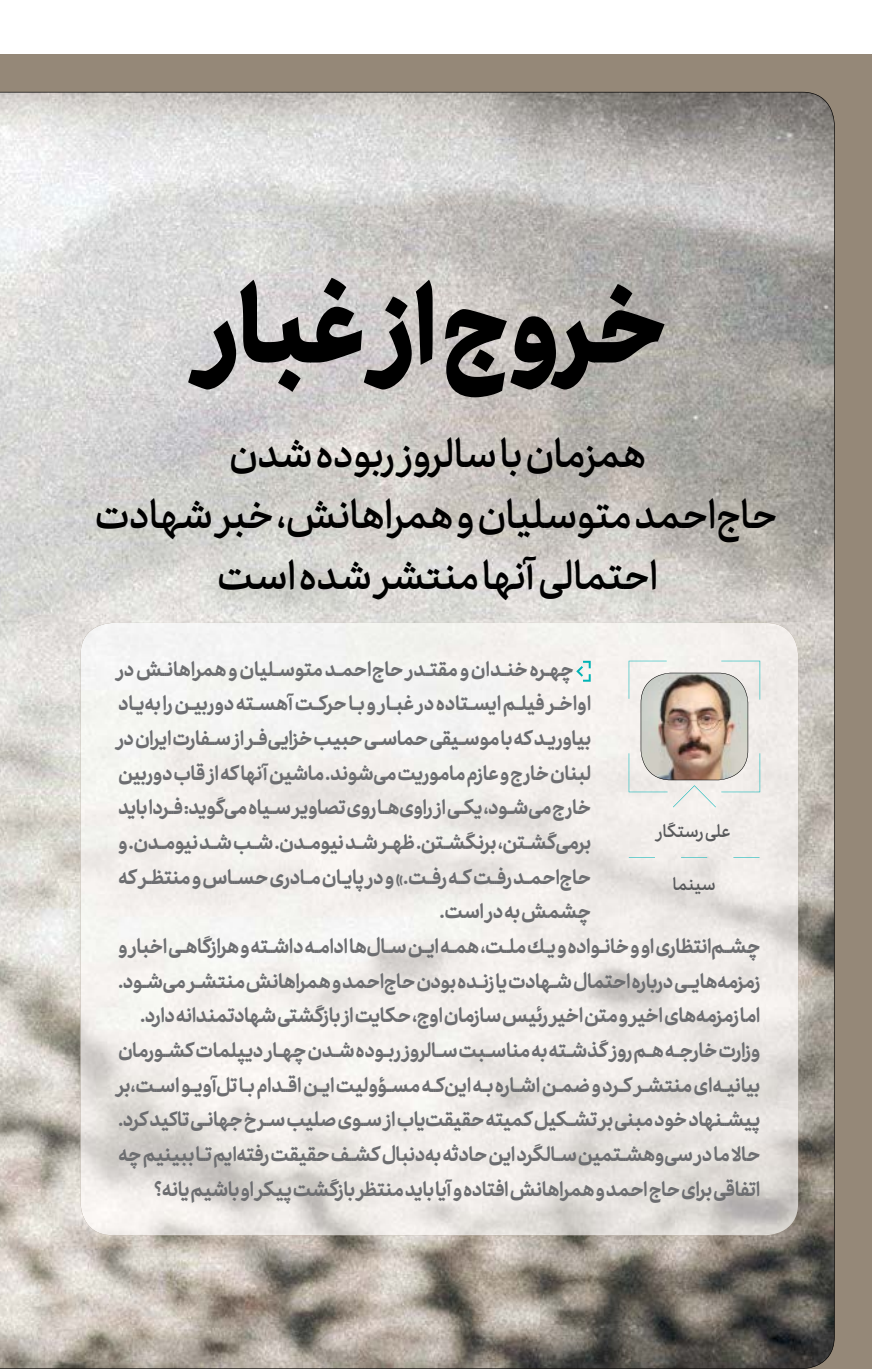 خروج از غبار
همزمان با سالروز ربوده شدن
حاج‌احمد متوسلیان و همراهانش، خبر شهادت
احتمالی آنها منتشر شده است
علی رستگار
سینما
چهره خندان و مقتدر حاج‌احمد متوسلیان و همراهانش در
اواخر فیلم ایستاده در غبار و با حرکت آهسته دوربین را به‌یاد
بیاورید که با موسیقی حماسی حبیب خزایی‌فر از سفارت ایران در
لبنان خارج و عازم ماموریت می‌شوند. ماشین آنها که از قاب دوربین
خارج می‌شود، یکی از راوی‌ها روی تصاویر سیاه می‌گوید: فردا باید
برمی‌گشتن، برنگشتن. ظهر شد نیومدن. شب شد نیومدن. و
حاج‌احمد رفت که رفت.» و در پایان مادری حساس و منتظر که
چشمش به در است.
چشم‌انتظاری او و خانواده و یك ملت، همه این سال‌ها ادامه داشته و هرازگاهی اخبار و
زمزمه‌هایی درباره احتمال شهادت یا زنده بودن حاج‌احمد و همراهانش منتشر می‌شود.
اما زمزمه‌های اخیر و متن اخیر رئیس سازمان اوج، حکایت از بازگشتی شهادتمندانه دارد.
وزارت خارجه هم روز گذشته به مناسبت سالروز ربوده شدن چهار دیپلمات کشورمان
بیانیه‌ای منتشر کرد و ضمن اشاره به این‌که مسؤولیت این اقدام با تل‌آویو است، بر
پیشنهاد خود مبنی بر تشکیل کمیته حقیقت‌یاب از سوی صلیب سرخ جهانی تاکید کرد.
حالا ما در سی‌وهشتمین سالگرد این حادثه به‌دنبال کشف حقیقت رفته‌ایم تا ببینیم چه
اتفاقی برای حاج احمد و همراهانش افتاده و آیا باید منتظر بازگشت پیکر او باشیم یا نه؟